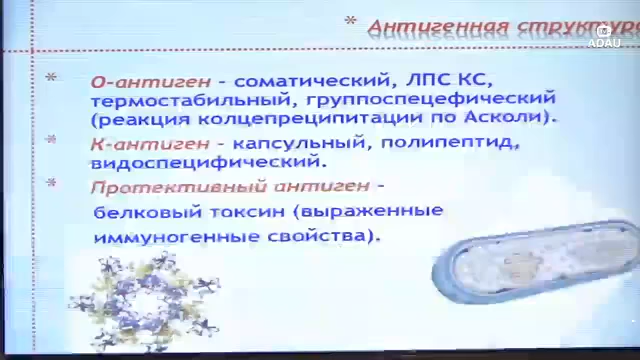 * Антигенная структура
ADAU
* О-антиген - соматический, ЛПС КС,
термостабильный, группоспецефический
(реакция колцепреципитации по Асколи).
* К-антиген - капсульный, полипептид,
видоспецифический.
* Протективный антиген -
белковый токсин (выраженные
иммуногенные свойства).